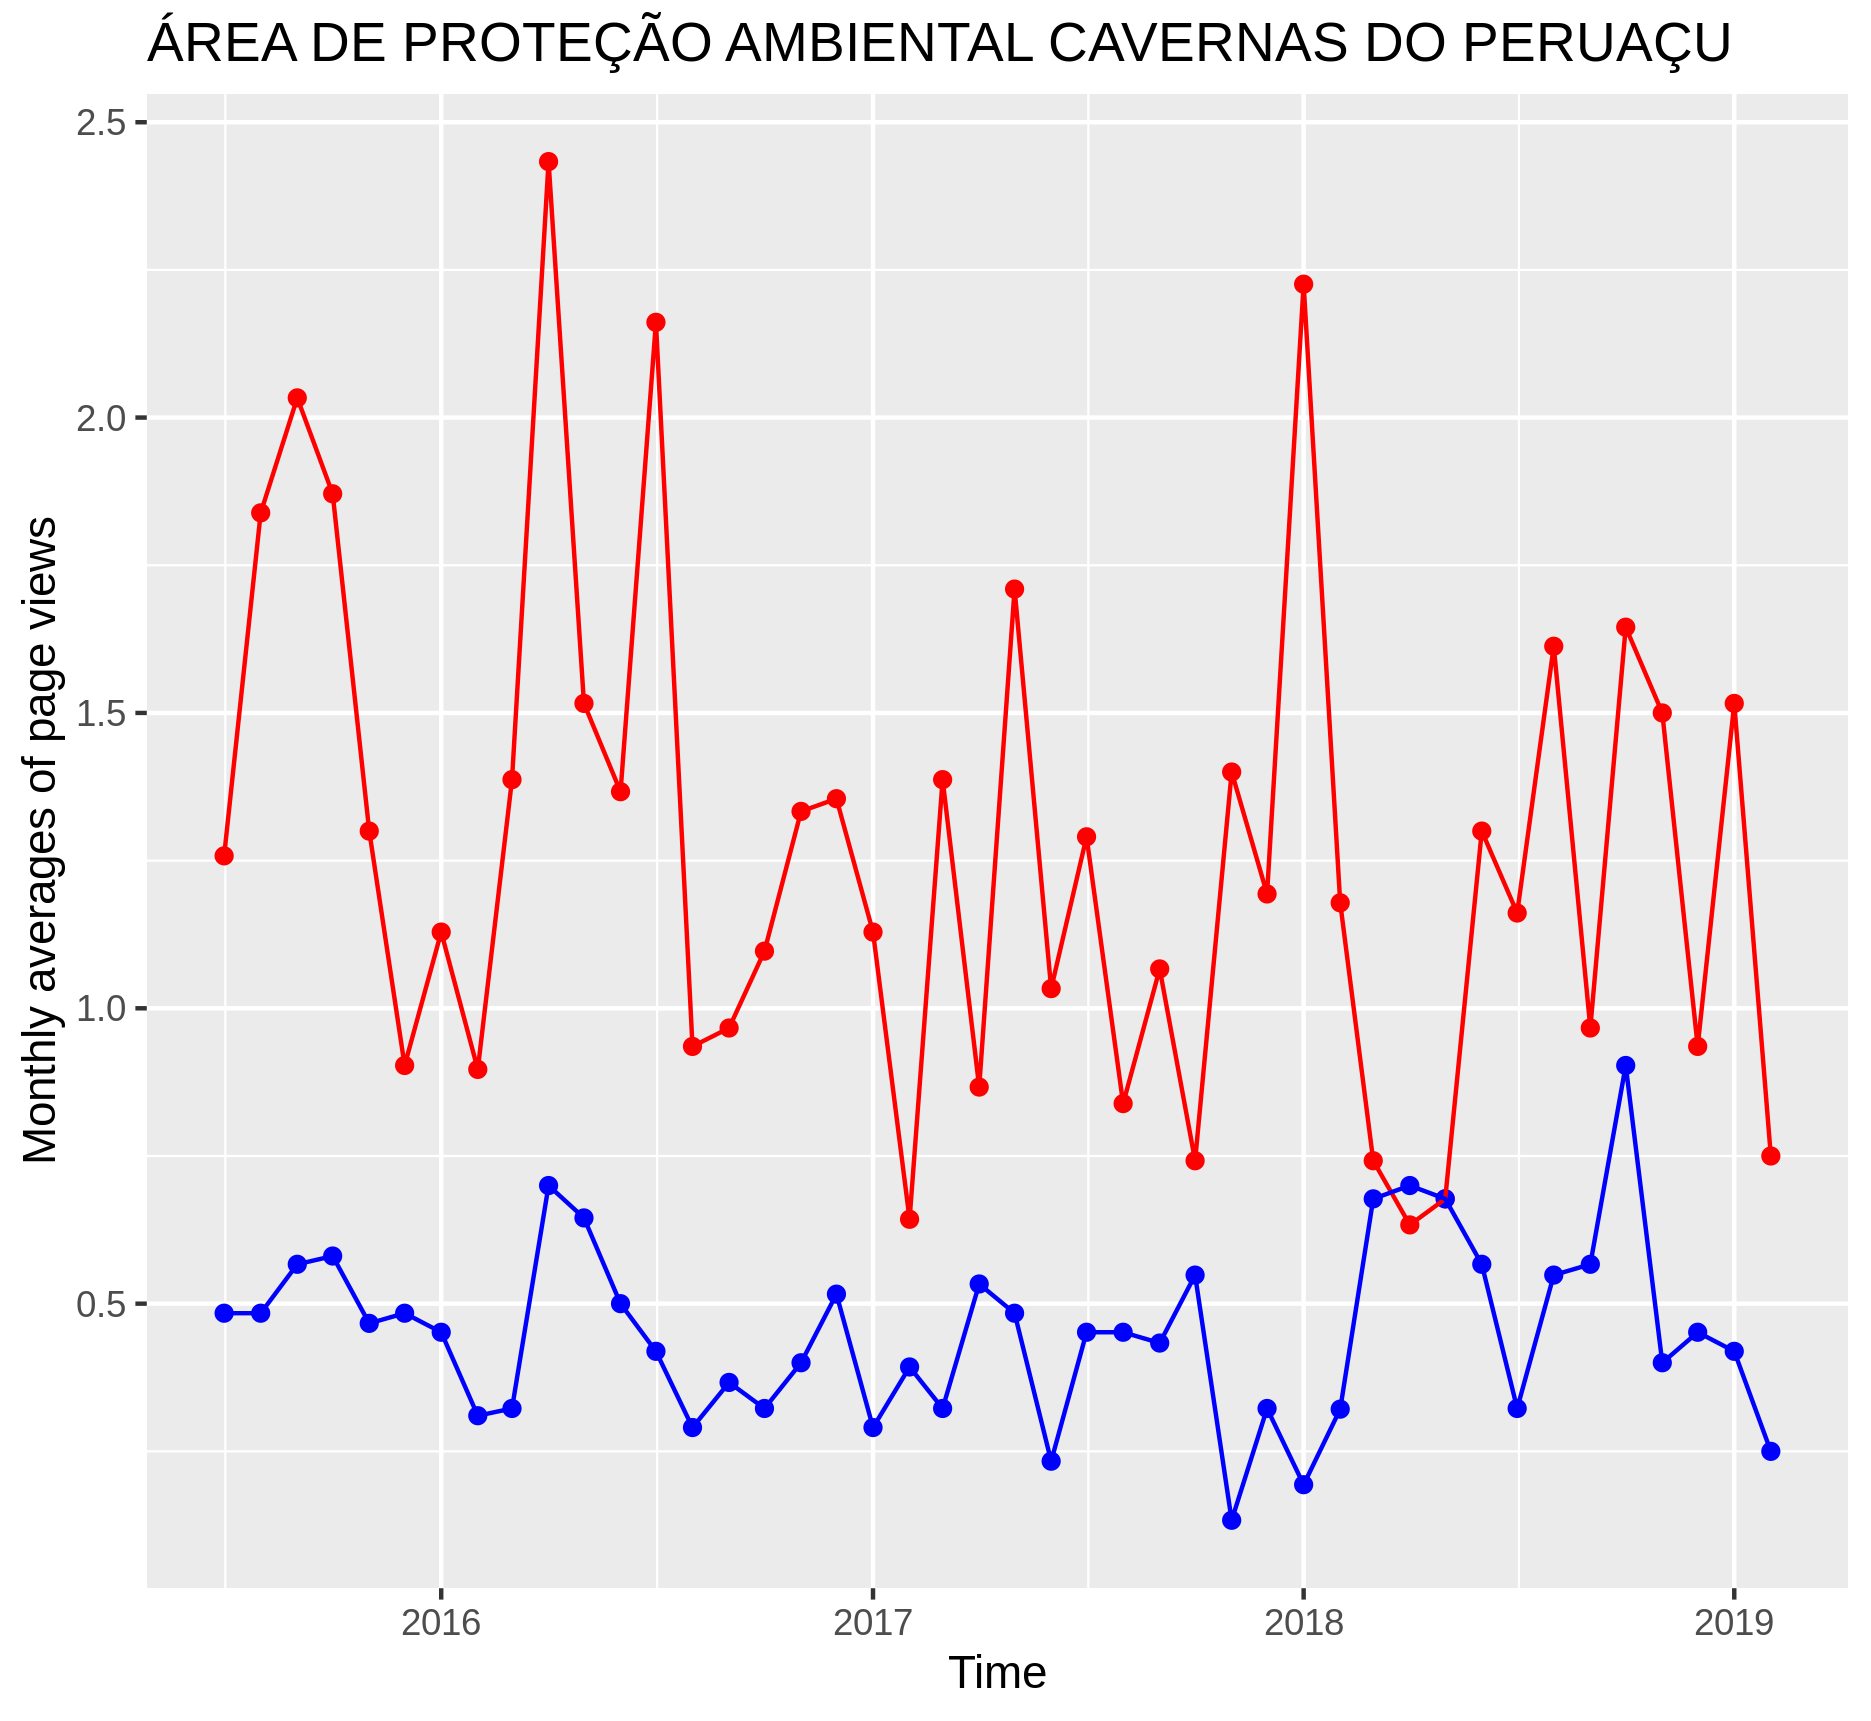 ÁREA DE PROTEÇÃO AMBIENTAL CAVERNAS DO PERUAÇU
Monthly averages of page views
2.5
2.0
1.5
1.0
0.5
2016 2017 2018 2019
Time